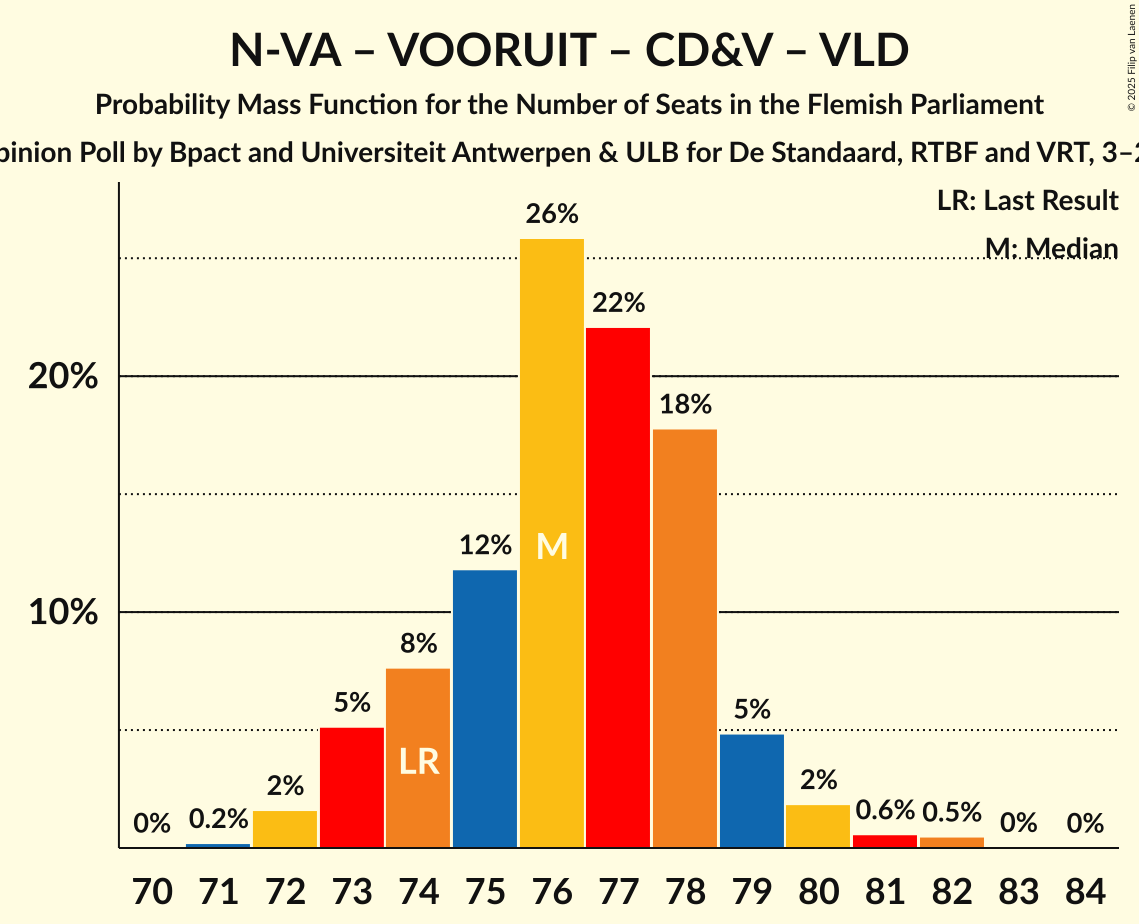 N-VA – VOORUIT – CD&V – VLD
Probability Mass Function for the Number of Seats in the Flemish Parliament
Poll by Bpact and Universiteit Antwerpen & ULB for De Standaard, RTBF and VRT,
© 2025 Filip van Laenen
LR: Last Result
M: Median
26%
22%
20%
18%
12%
M
10%
8%
5%
5%
LR
2%
2%
0% 0.2% 0.6% 0.5% 0% 0%
70 71 72 73 74 75 76 77 78 79 80 81 82 83 84